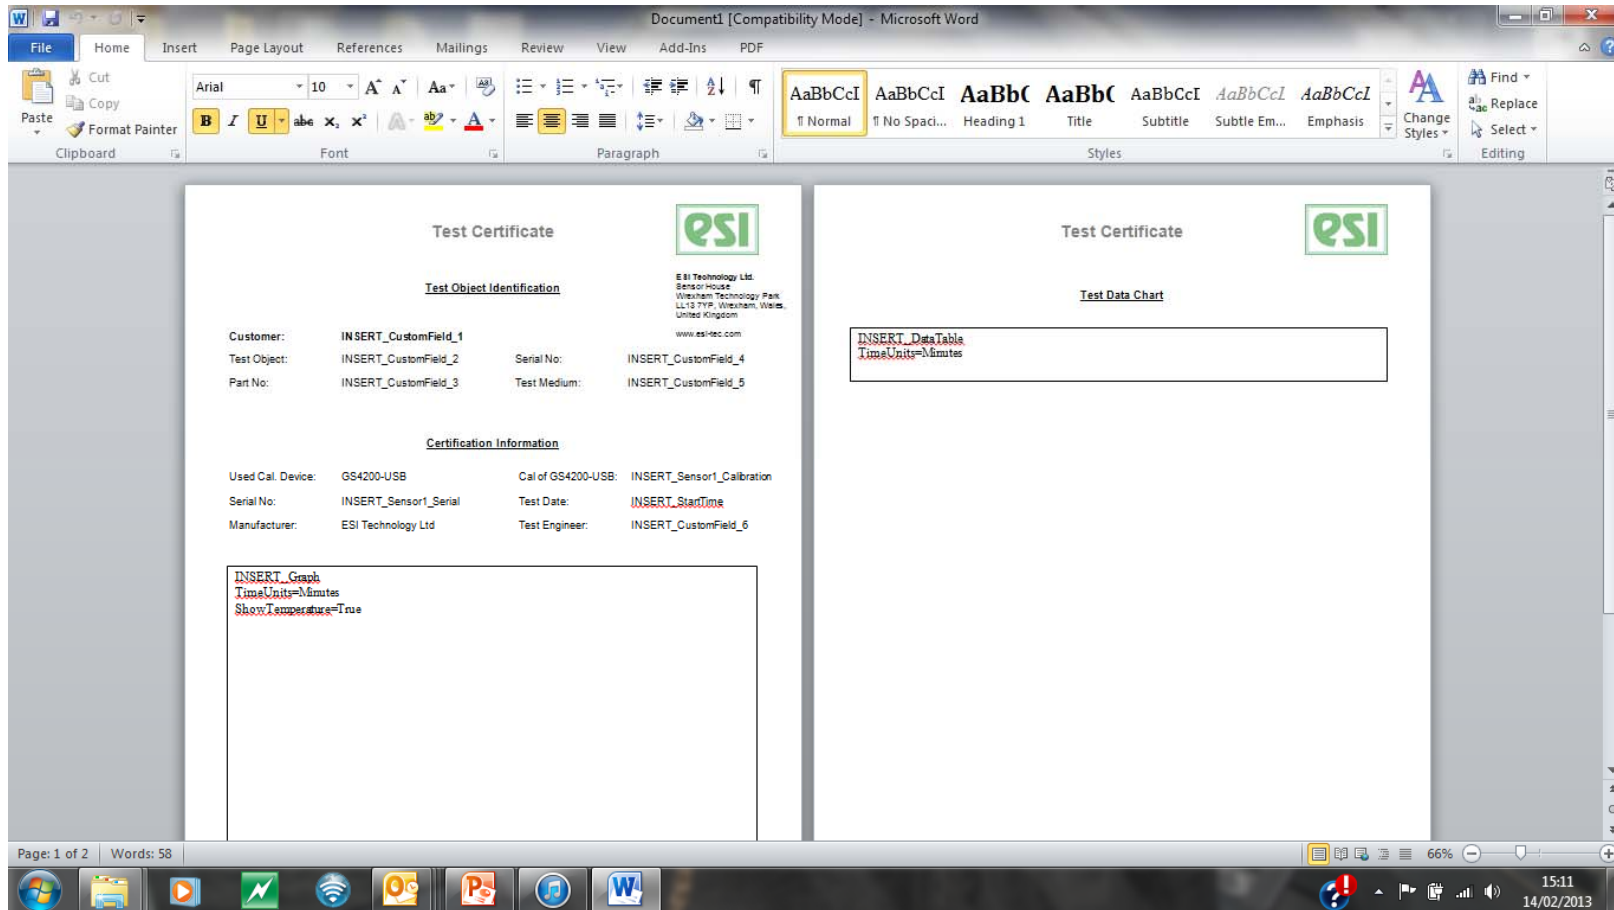 Document1 [Compatibility Mode] - Microsoft Word
File Home Insert Page Layout References Mailings Review View Add-Ins PDF
Paste
Cut
Copy
Format Painter
Clipboard
Arial 10
Font
Paragraph
AaBbCcI AaBbCcI AaBb( AaBb( AaBbCcI AaBbCcI AaBbCcI
¶ Normal ¶ No Spaci... Heading 1 Title Subtitle Subtle Em... Emphasis
Change
Styles
Styles
Find
Replace
Select
Editing
Test Certificate
esi
ESI Technology Ltd.
Sensor House
Wrexham Technology Park
LL13 7YP, Wrexham, Wales,
United Kingdom
www.esi-tec.com
Test Object Identification
Customer: INSERT_CustomField_1
Test Object: INSERT_CustomField_2 Serial No: INSERT_CustomField_4
Part No: INSERT_CustomField_3 Test Medium: INSERT_CustomField_5
Certification Information
Used Cal. Device: GS4200-USB Cal of GS4200-USB: INSERT_Sensor1_Calibration
Serial No: INSERT_Sensor1_Serial Test Date: INSERT_StartTime
Manufacturer: ESI Technology Ltd Test Engineer: INSERT_CustomField_6
INSERT_Graph
TimeUnits=Minutes
ShowTemperature=True
Test Certificate
esi
Test Data Chart
INSERT_DataTable
TimeUnits=Minutes
Page: 1 of 2 Words: 58
66%
15:11
14/02/2013